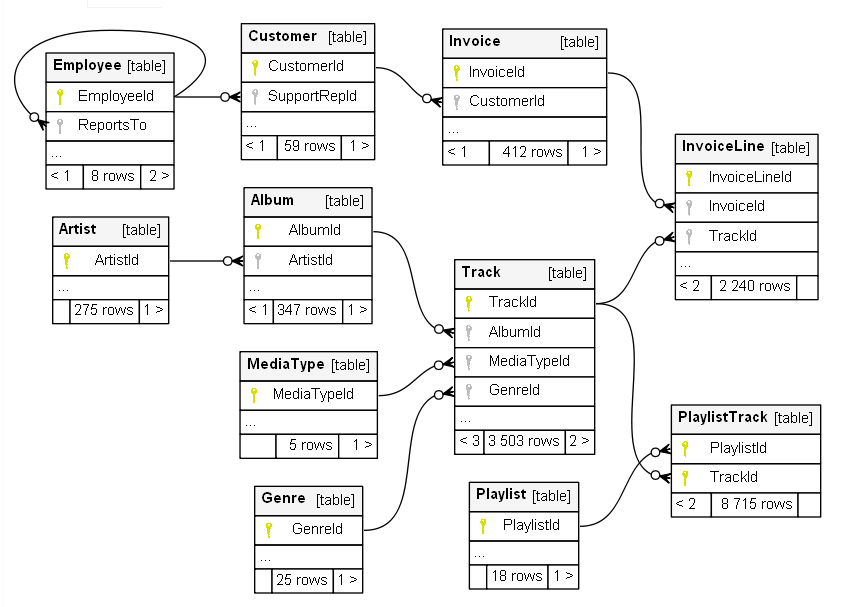 Employee [table]
EmployeeId
ReportsTo
...
< 1 8 rows 2 >
Customer [table]
CustomerId
SupportRepId
...
< 1 59 rows 1 >
Invoice [table]
InvoiceId
CustomerId
...
< 1 412 rows 1 >
InvoiceLine [table]
InvoiceLineId
InvoiceId
TrackId
...
< 2 2 240 rows
Artist [table]
ArtistId
...
275 rows 1 >
Album [table]
AlbumId
ArtistId
...
< 1 347 rows 1 >
Track [table]
TrackId
AlbumId
MediaTypeId
GenreId
...
< 3 3 503 rows 2 >
MediaType [table]
MediaTypeId
...
5 rows 1 >
Genre [table]
GenreId
...
25 rows 1 >
Playlist [table]
PlaylistId
...
18 rows 1 >
PlaylistTrack [table]
PlaylistId
TrackId
< 2 8 715 rows